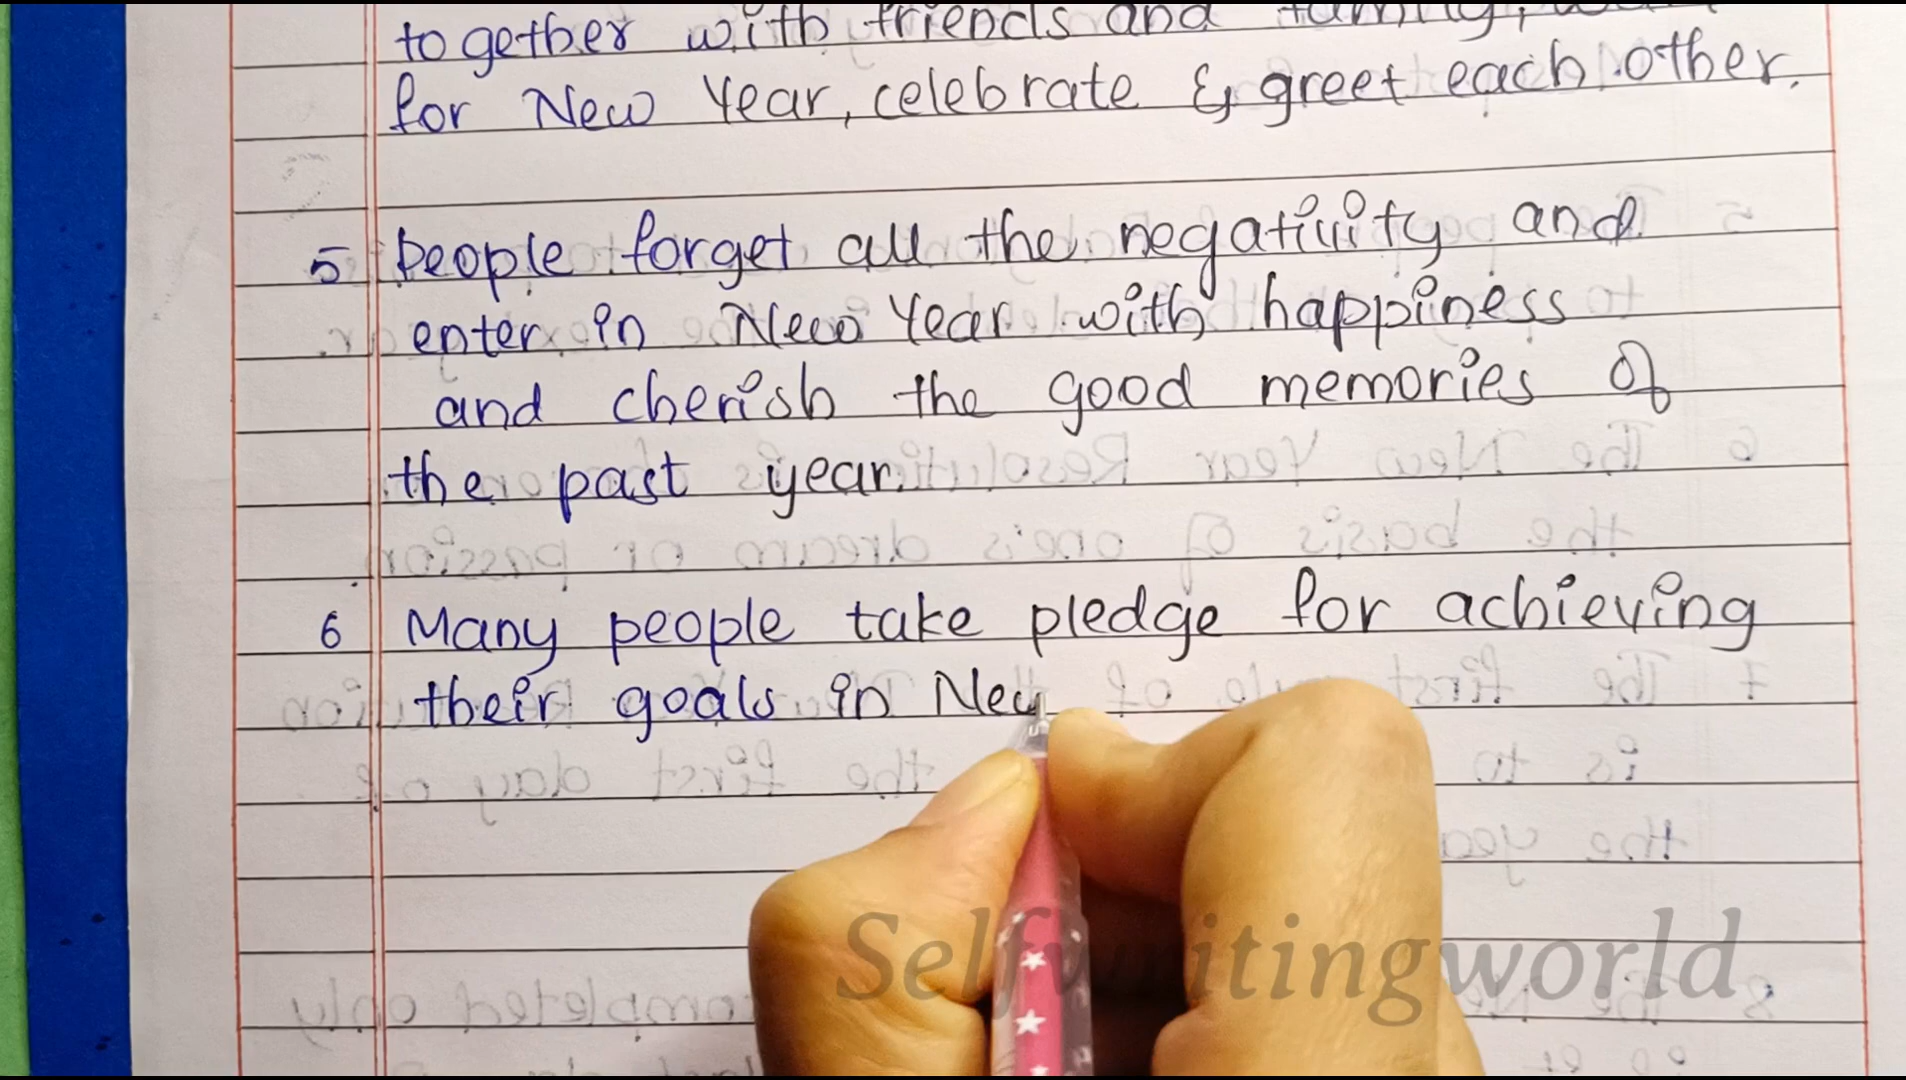 together with friends and family, wait
for New Year, celebrate & greet each other.
5 People forget all the negativity and
enter in New Year with happiness
and cherish the good memories of
the past year.
6 Many people take pledge for achieving
their goals in New
Selfwritingworld